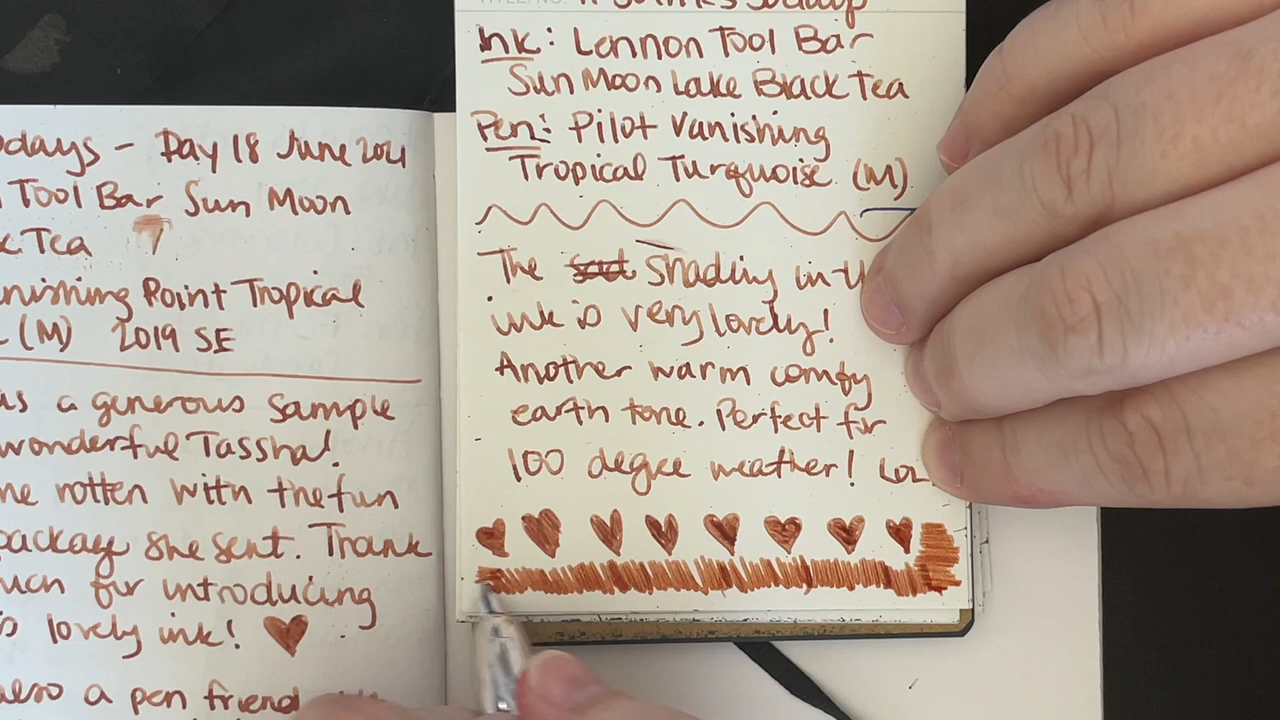 odays - Day 18 June 2021
Tool Bar Sun Moon
k Tea
nishing Point Tropical
(M) 2019 SE
as a generous sample
wonderful Tassha!
me rotten with the fun
package she sent. Thank
uch for introducing
is lovely ink!
also a pen friend
Ink: Lennon Tool Bar
Sun Moon Lake Black Tea
Pen: Pilot Vanishing
Tropical Turquoise (M)
The shading in th
ink is very lovely!
Another warm comfy
earth tone. Perfect for
100 degree weather! LOL